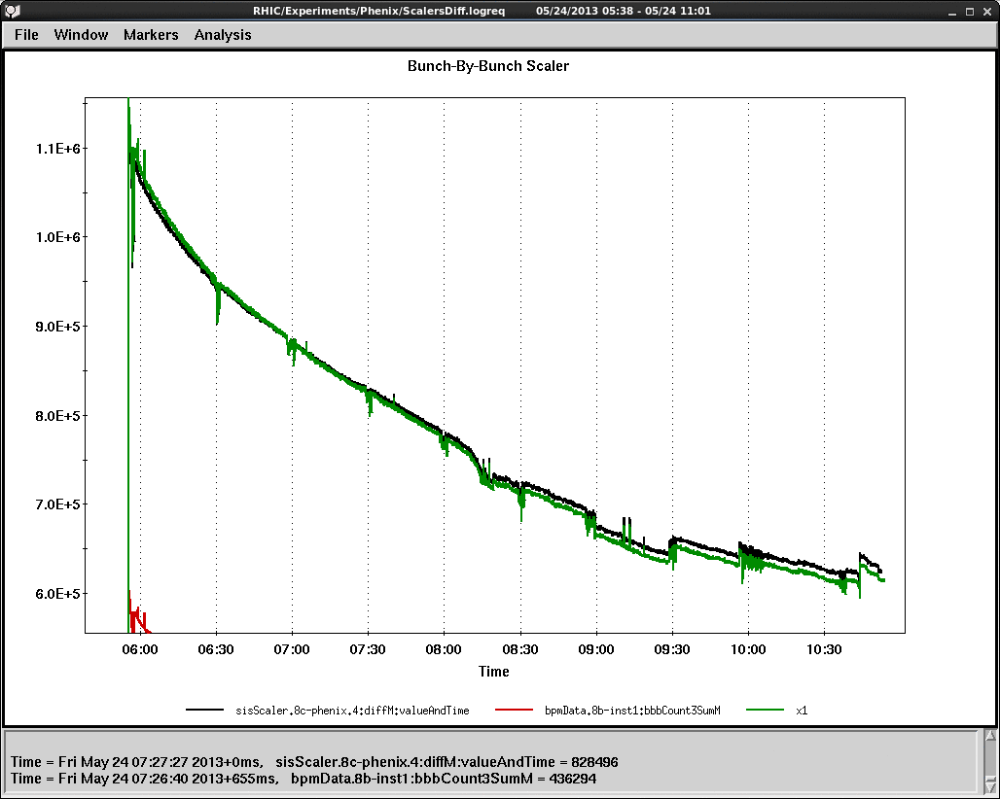 RHIC/Experiments/Phenix/ScalersDiff.logreq 05/24/2013 05:38 - 05/24 11:01
File Window Markers Analysis
Bunch-By-Bunch Scaler
1.1E+6
1.0E+6
9.0E+5
8.0E+5
7.0E+5
6.0E+5
06:00 06:30 07:00 07:30 08:00 08:30 09:00 09:30 10:00 10:30
Time
sisScaler.8c-phenix.4:diffM:valueAndTime bpmData.8b-inst1:bbbCount3SumM x1
Time = Fri May 24 07:27:27 2013+0ms, sisScaler.8c-phenix.4:diffM:valueAndTime = 828496
Time = Fri May 24 07:26:40 2013+655ms, bpmData.8b-inst1:bbbCount3SumM = 436294